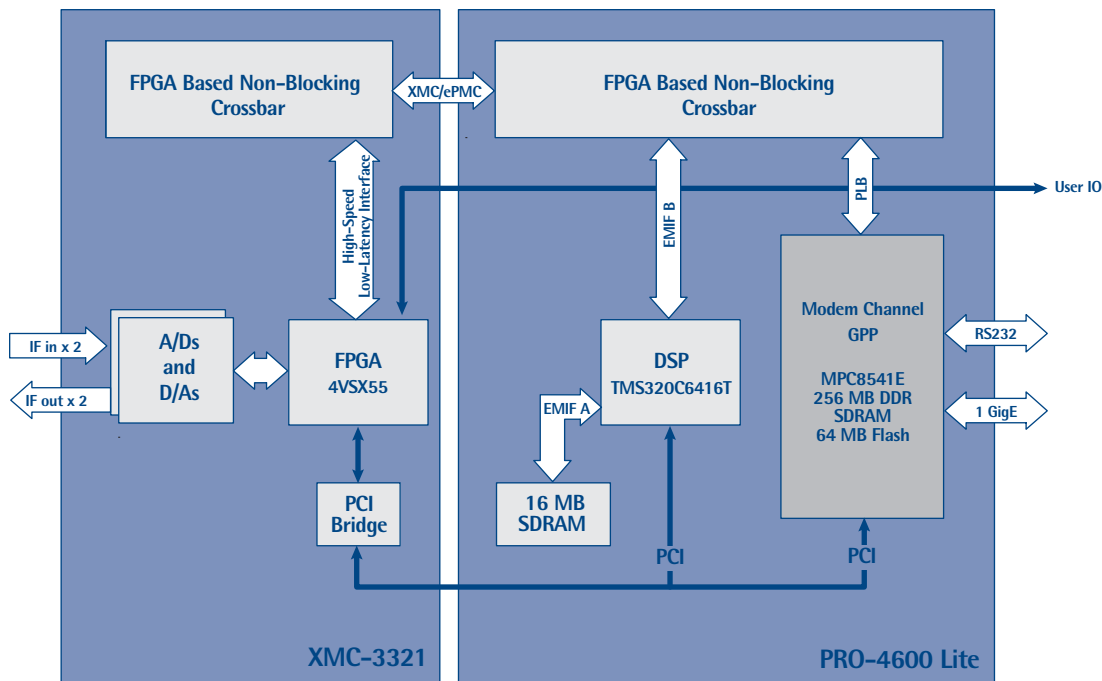 FPGA Based Non-Blocking
Crossbar
XMC/ePMC
FPGA Based Non-Blocking
Crossbar
High-Speed
Low-Latency Interface
EMIF B
PLB
User IO
IF in x 2
IF out x 2
A/Ds
and
D/As
FPGA
4VSX55
DSP
TMS320C6416T
EMIF A
16 MB
SDRAM
Modem Channel
GPP
MPC8541E
256 MB DDR
SDRAM
64 MB Flash
RS232
1 GigE
PCI
Bridge
PCI
PCI
XMC-3321
PRO-4600 Lite